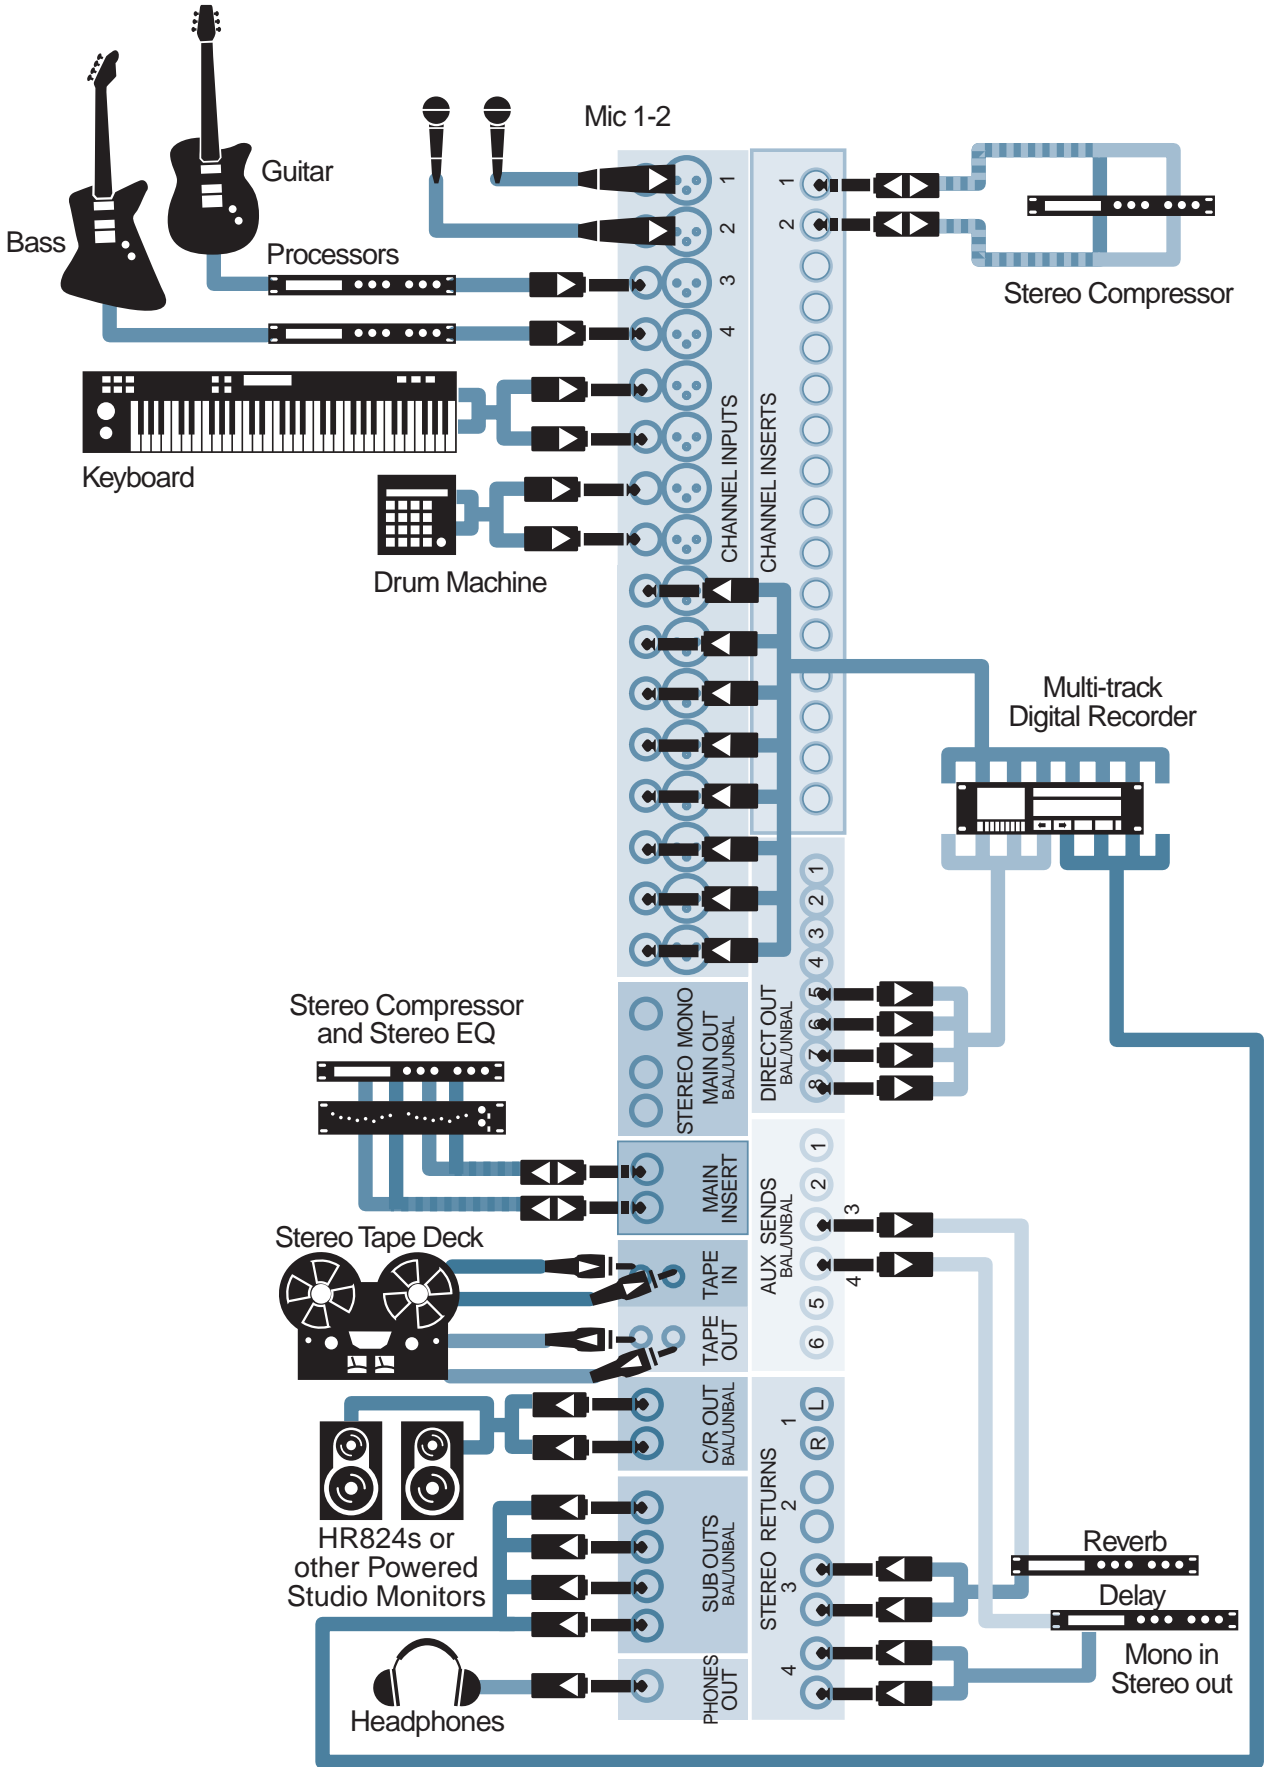 Mic 1-2
Guitar
Bass
Processors
Keyboard
Drum Machine
1
2
3
4
CHANNEL INPUTS
1
2
CHANNEL INSERTS
Stereo Compressor
Multi-track
Digital Recorder
1
2
3
4
5
6
7
8
DIRECT OUT
BAL/UNBAL
STEREO MONO
MAIN OUT
BAL/UNBAL
Stereo Compressor
and Stereo EQ
MAIN
INSERT
Stereo Tape Deck
TAPE
IN
TAPE
OUT
AUX SENDS
BAL/UNBAL
1
2
3
4
5
6
C/R OUT
BAL/UNBAL
HR824s or
other Powered
Studio Monitors
SUB OUTS
BAL/UNBAL
STEREO RETURNS
1
L
R
2
3
4
Reverb
Delay
Mono in
Stereo out
PHONES
OUT
Headphones